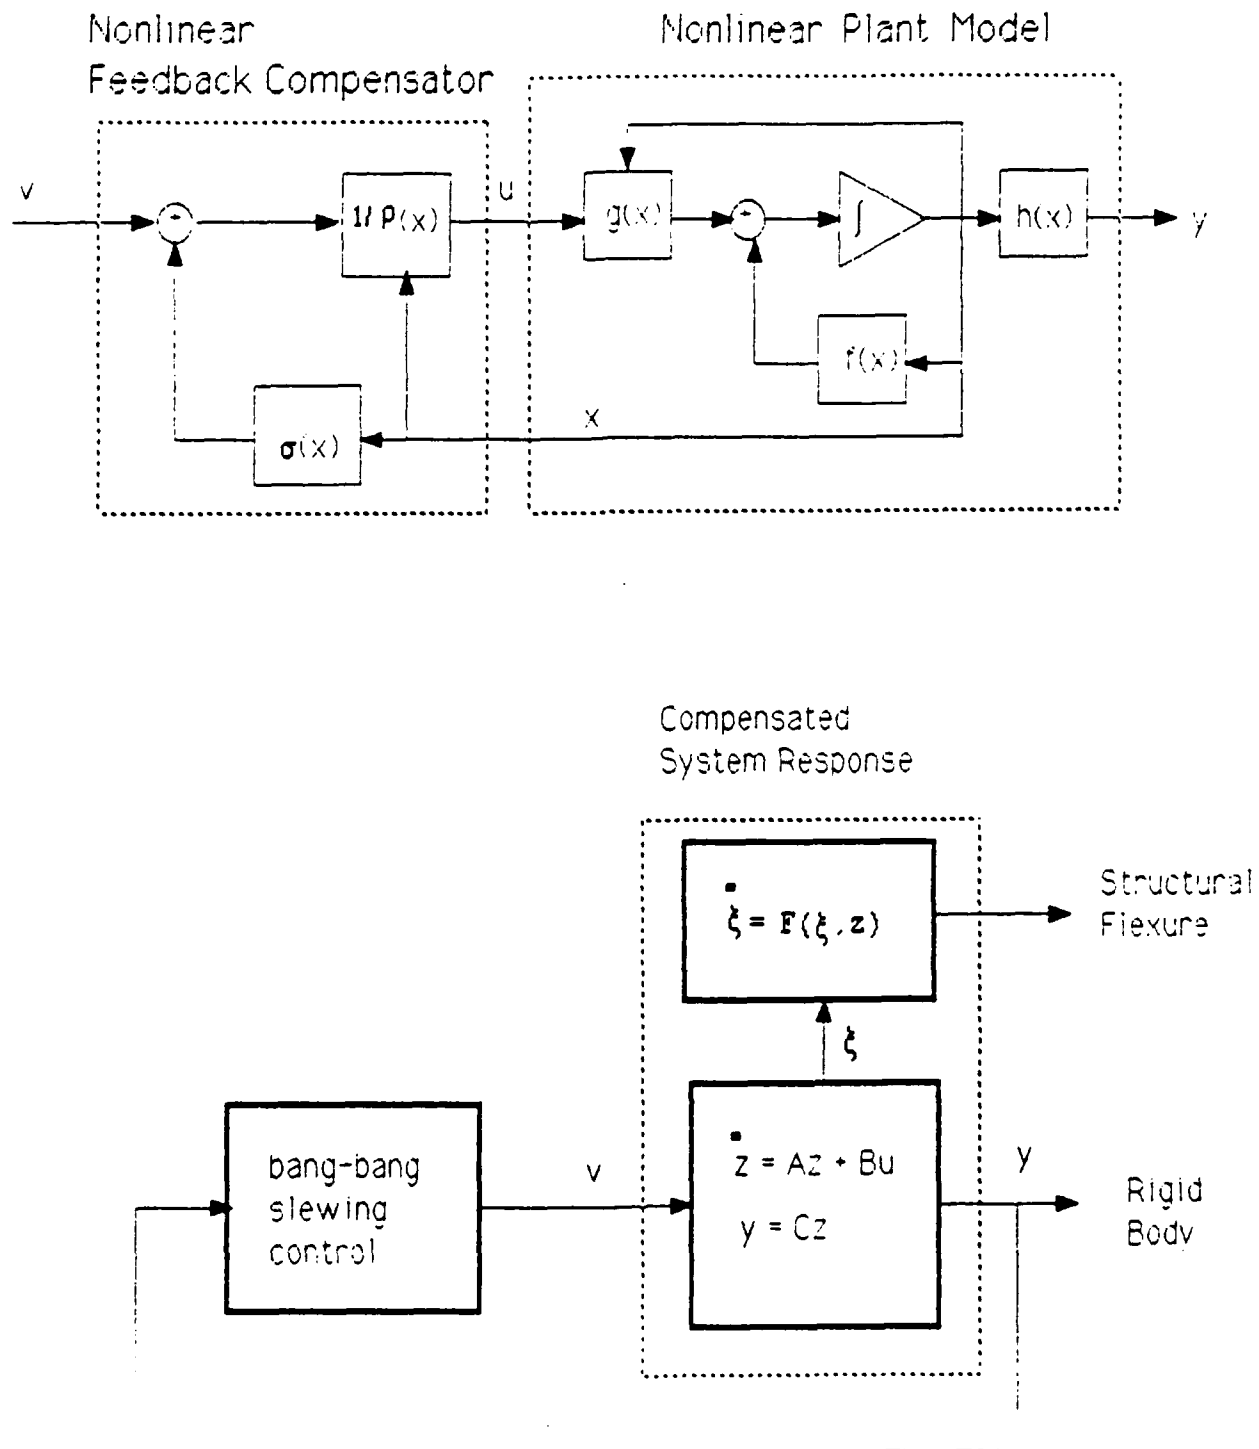 Nonlinear
Feedback Compensator
Nonlinear Plant Model
v
+
1/ρ(x)
u
g(x)
+
∫
h(x)
y
f(x)
σ(x)
x
Compensated
System Response
ξ̇ = F(ξ, z)
Structural
Flexure
ξ
bang-bang
slewing
control
v
ż = Az + Bu
y = Cz
y
Rigid
Body